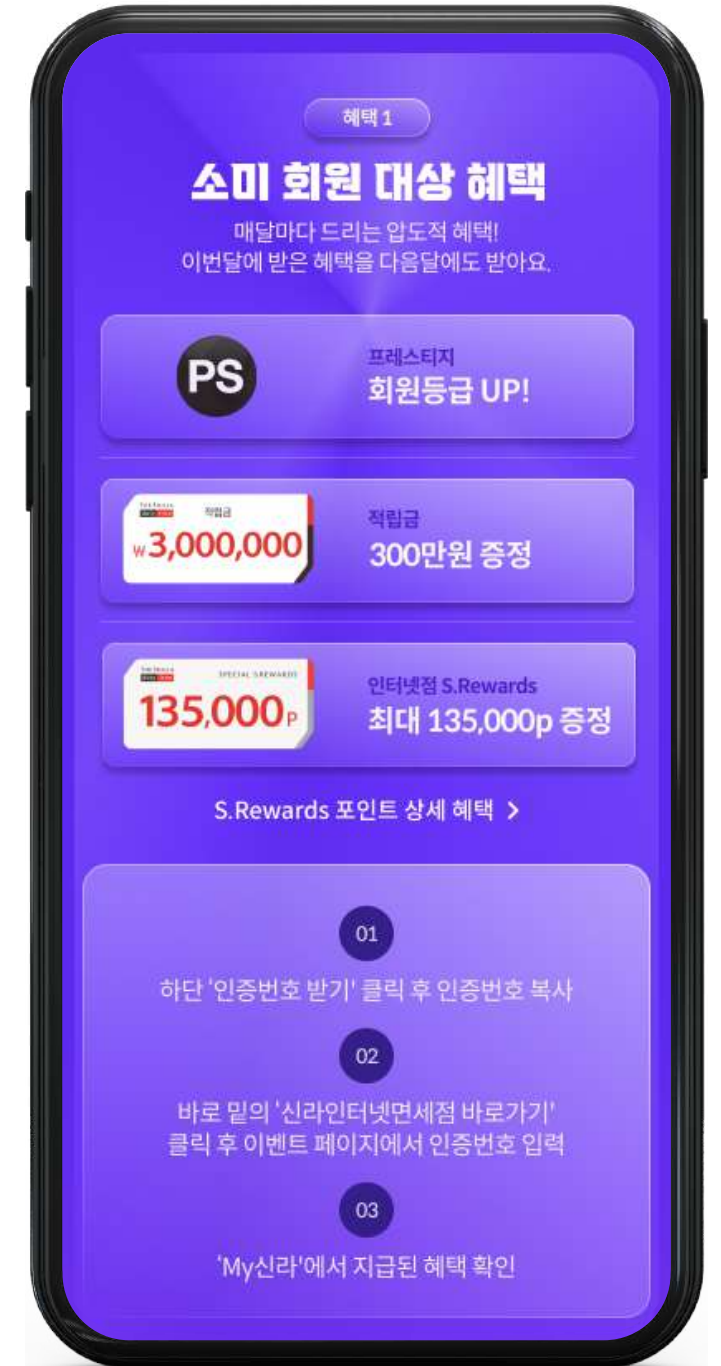 혜택 1
소미 회원 대상 혜택
매달마다 드리는 압도적 혜택!
이번달에 받은 혜택을 다음달에도 받아요.
PS
프레스티지
회원등급 UP!
적립금
₩3,000,000
적립금
300만원 증정
SPECIAL S.REWARDS
135,000P
인터넷점 S.Rewards
최대 135,000p 증정
S.Rewards 포인트 상세 혜택 >
01
하단 '인증번호 받기' 클릭 후 인증번호 복사
02
바로 밑의 '신라인터넷면세점 바로가기'
클릭 후 이벤트 페이지에서 인증번호 입력
03
'My신라'에서 지급된 혜택 확인